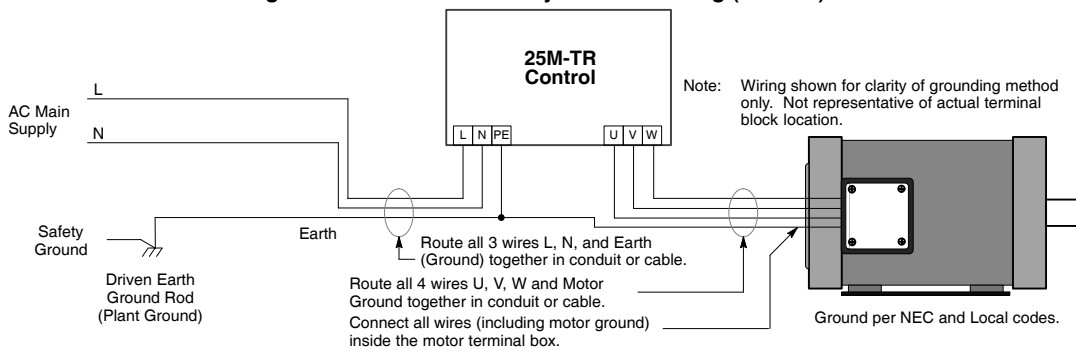 25M-TR
Control
Note: Wiring shown for clarity of grounding method
only. Not representative of actual terminal
block location.
L
AC Main
Supply
N
L N PE
U V W
Safety
Ground
Earth
Route all 3 wires L, N, and Earth
(Ground) together in conduit or cable.
Driven Earth
Ground Rod
(Plant Ground)
Route all 4 wires U, V, W and Motor
Ground together in conduit or cable.
Connect all wires (including motor ground)
inside the motor terminal box.
Ground per NEC and Local codes.